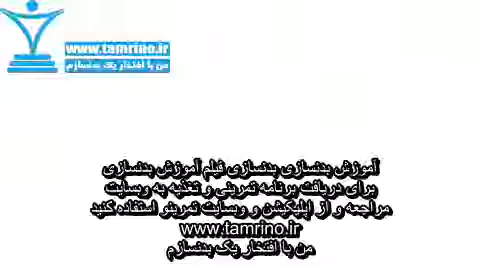 www.tamrino.ir
من با افتخار یک بدنسازم
آموزش بدنسازی بدنسازی فیلم آموزش بدنسازی
برای دریافت برنامه تمرینی و تغذیه به وبسایت
مراجعه و از اپلیکیشن و وبسایت تمرینو استفاده کنید
www.tamrino.ir
من با افتخار یک بدنسازم